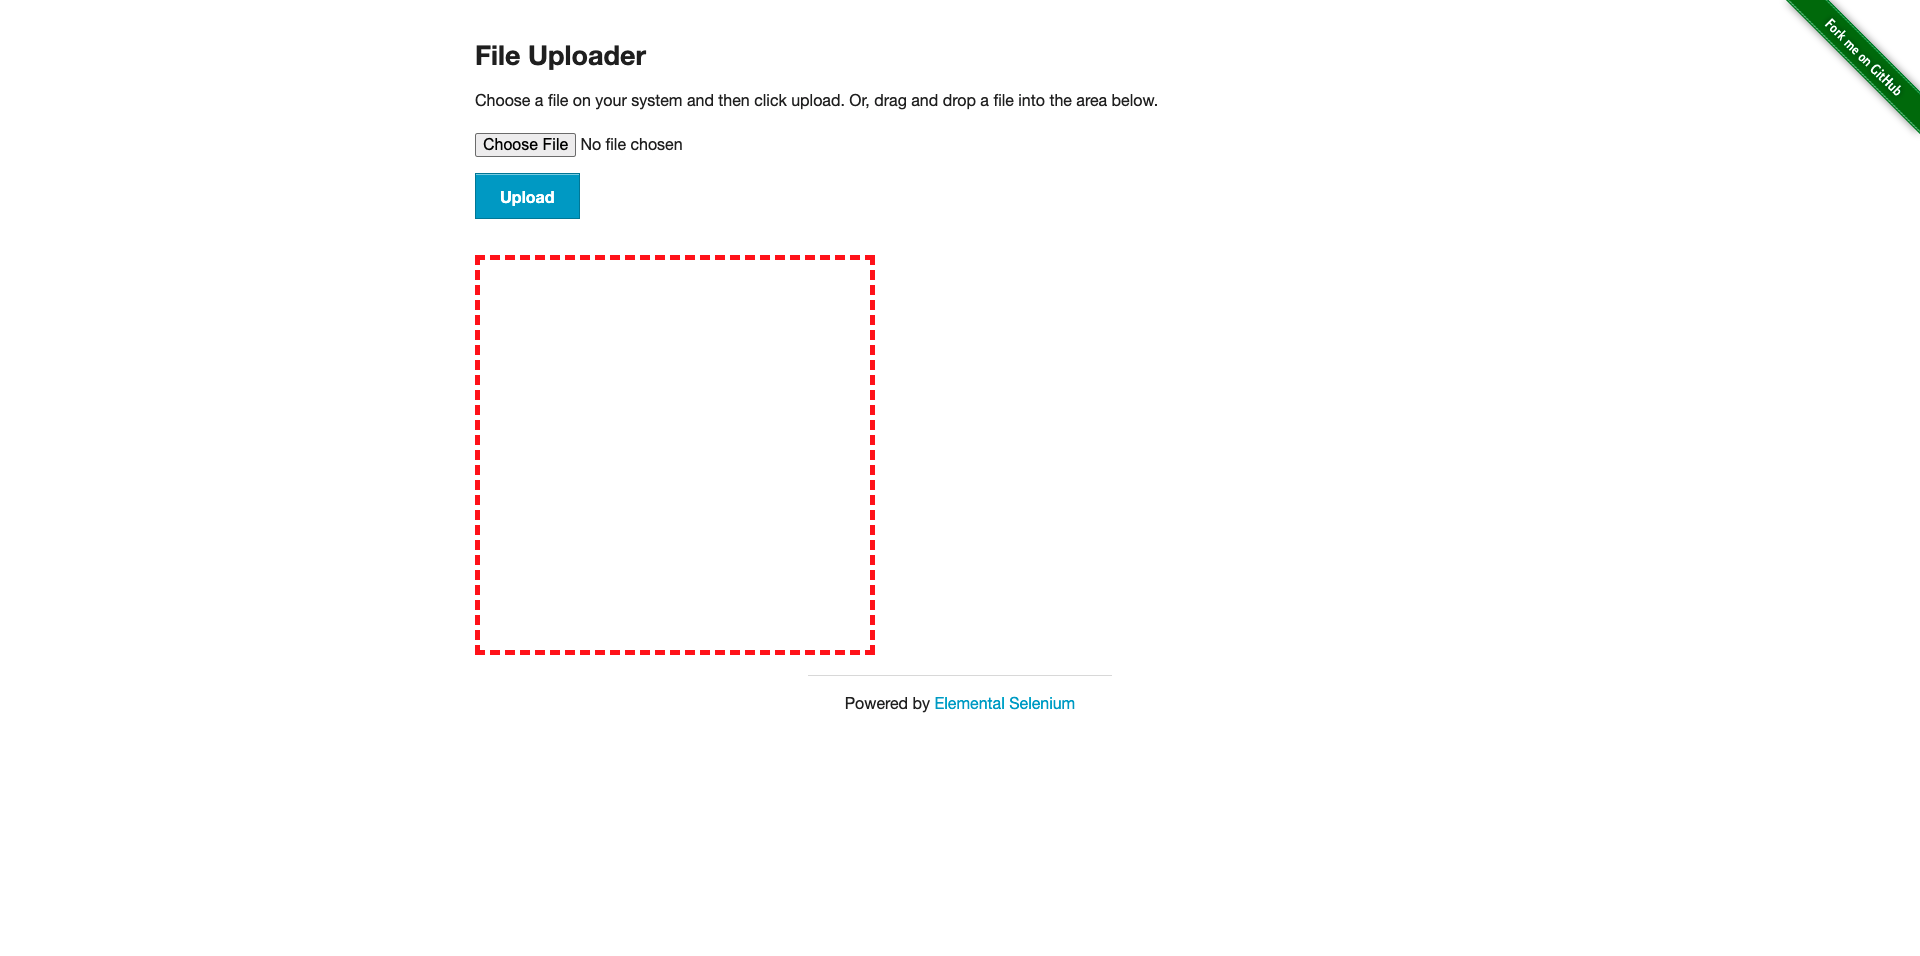 Fork me on GitHub
File Uploader
Choose a file on your system and then click upload. Or, drag and drop a file into the area below.
Choose File No file chosen
Upload
Powered by Elemental Selenium